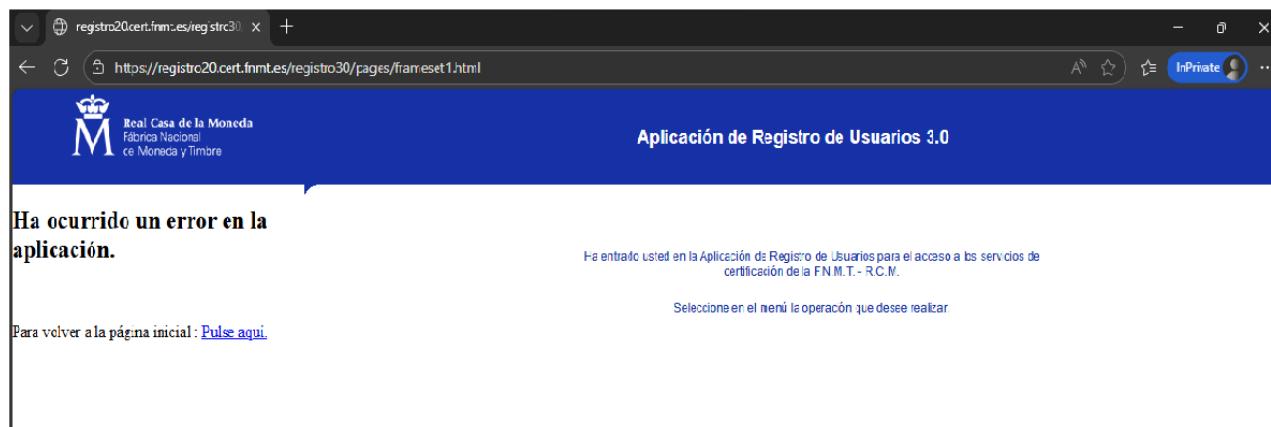 registro20.cert.fnmt.es/registro30
https://registro20.cert.fnmt.es/registro30/pages/frameset1.html
InPrivate
Real Casa de la Moneda
Fábrica Nacional
de Moneda y Timbre
Aplicación de Registro de Usuarios 3.0
Ha ocurrido un error en la
aplicación.
Ha entrado usted en la Aplicación de Registro de Usuarios para el acceso a los servicios de
certificación de la F.N.M.T. - R.C.M.
Seleccione en el menú la operación que desee realizar.
Para volver a la página inicial : Pulse aqui.